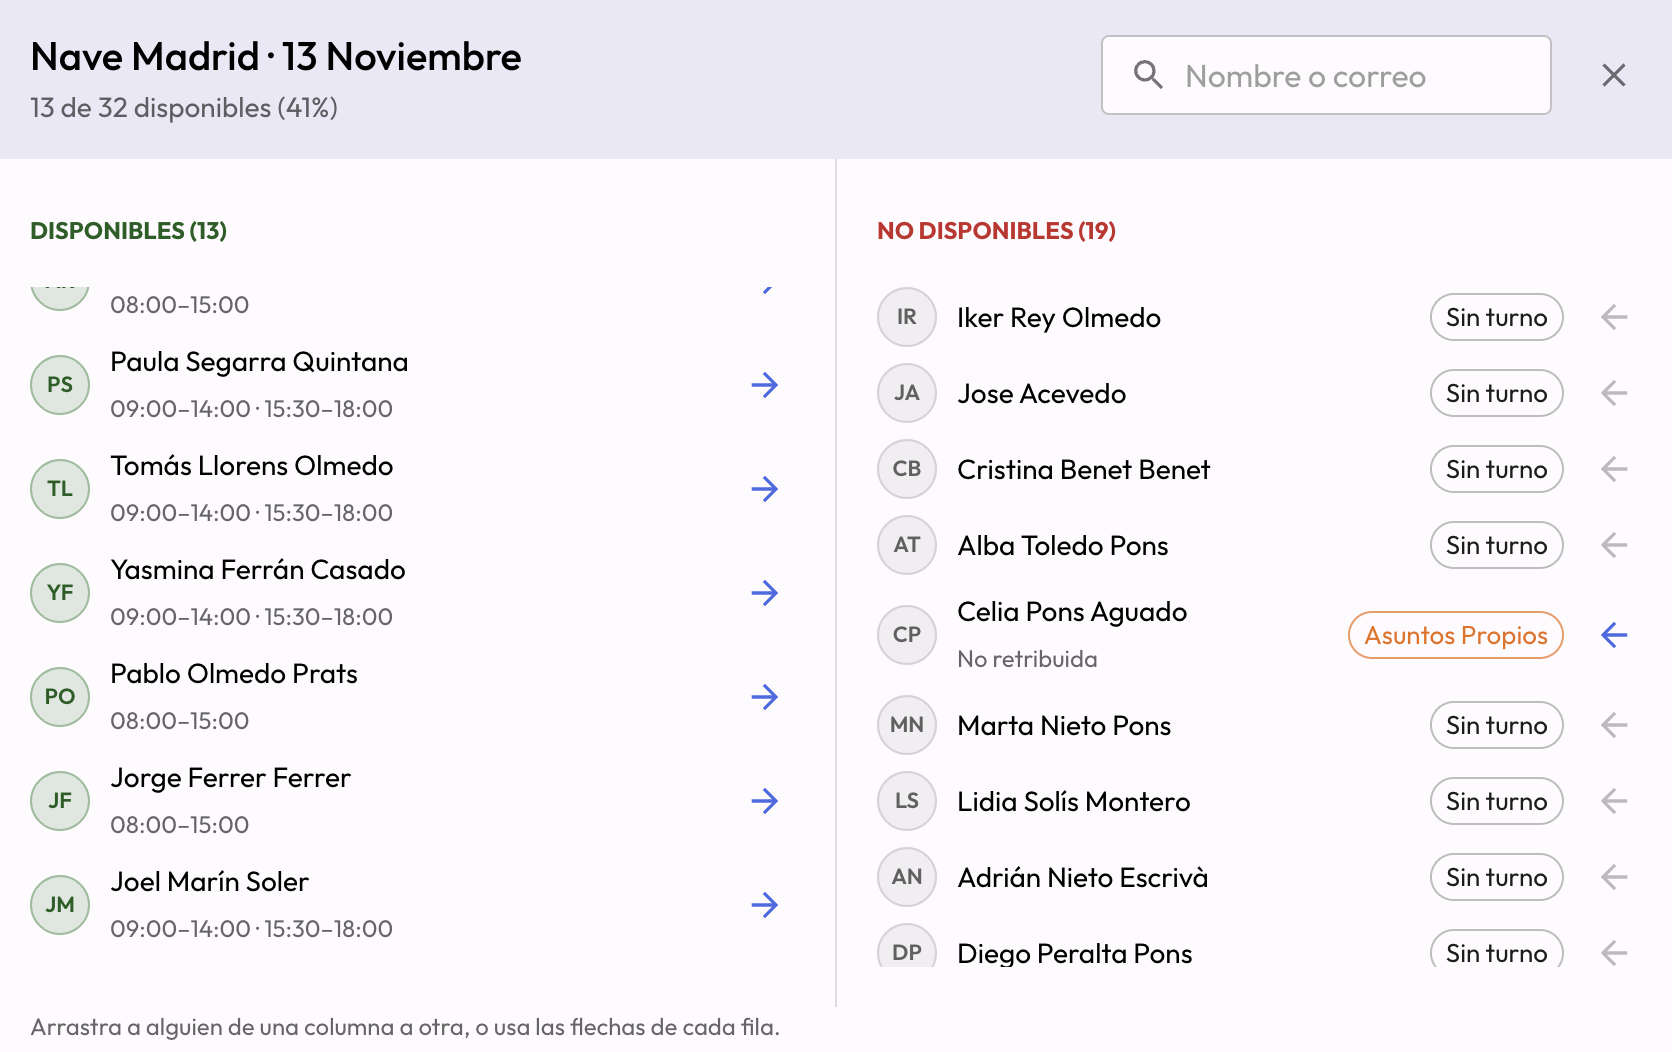 Nave Madrid · 13 Noviembre
13 de 32 disponibles (41%)
Nombre o correo
DISPONIBLES (13)
08:00–15:00
PS
Paula Segarra Quintana
09:00–14:00 · 15:30–18:00
TL
Tomás Llorens Olmedo
09:00–14:00 · 15:30–18:00
YF
Yasmina Ferrán Casado
09:00–14:00 · 15:30–18:00
PO
Pablo Olmedo Prats
08:00–15:00
JF
Jorge Ferrer Ferrer
08:00–15:00
JM
Joel Marín Soler
09:00–14:00 · 15:30–18:00
NO DISPONIBLES (19)
IR Iker Rey Olmedo Sin turno
JA Jose Acevedo Sin turno
CB Cristina Benet Benet Sin turno
AT Alba Toledo Pons Sin turno
CP Celia Pons Aguado Asuntos Propios
No retribuida
MN Marta Nieto Pons Sin turno
LS Lidia Solís Montero Sin turno
AN Adrián Nieto Escrivà Sin turno
DP Diego Peralta Pons Sin turno
Arrastra a alguien de una columna a otra, o usa las flechas de cada fila.